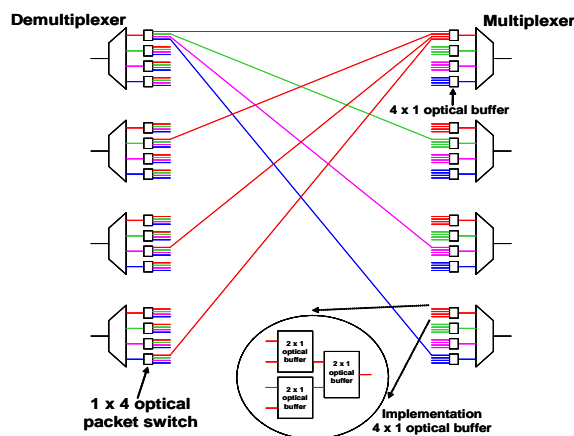 Demultiplexer
Multiplexer
4 x 1 optical buffer
2 x 1
optical
buffer
2 x 1
optical
buffer
2 x 1
optical
buffer
1 x 4 optical
packet switch
Implementation
4 x 1 optical buffer